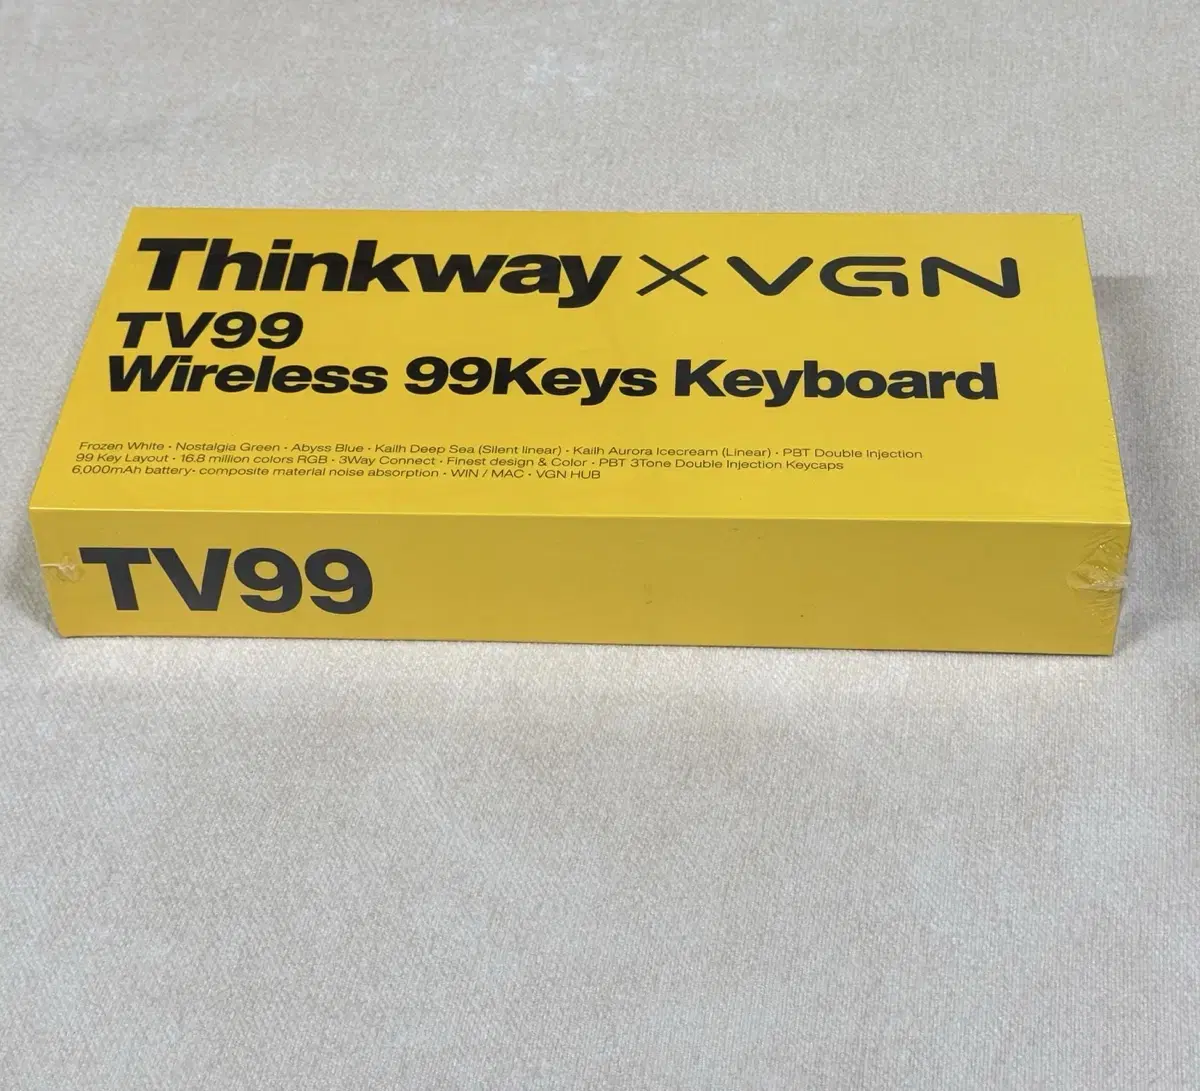 Thinkway × VGN
TV99
Wireless 99Keys Keyboard
Frozen White · Nostalgia Green · Abyss Blue · Kailh Deep Sea (Silent linear) · Kailh Aurora Icecream (Linear) · PBT Double Injection
99 Key Layout · 16.8 million colors RGB · 3Way Connect · Finest design & Color · PBT 3Tone Double Injection Keycaps
6,000mAh battery· composite material noise absorption · WIN / MAC · VGN HUB
TV99